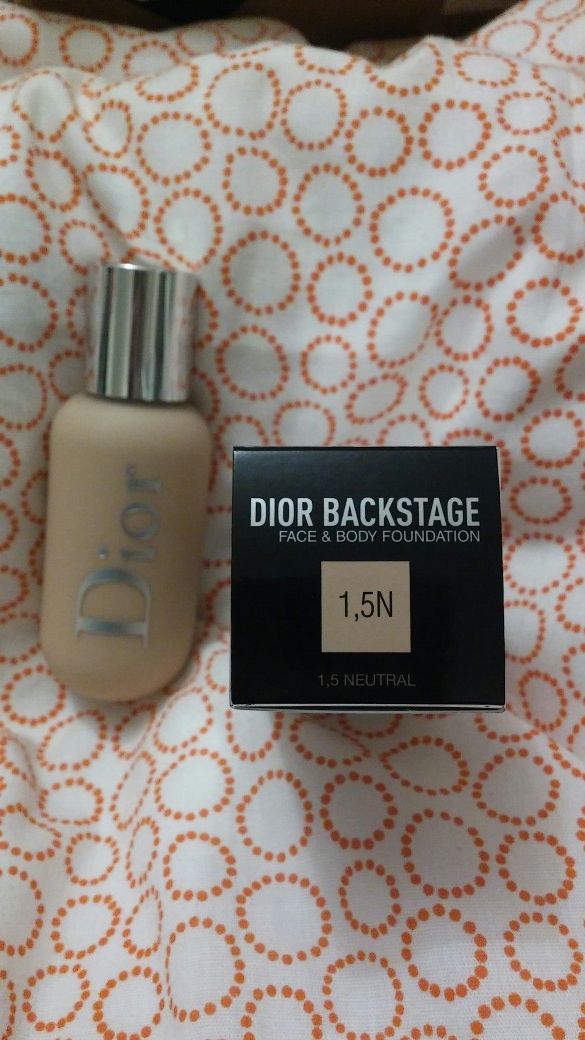 Dior
DIOR BACKSTAGE
FACE & BODY FOUNDATION
1,5N
1,5 NEUTRAL